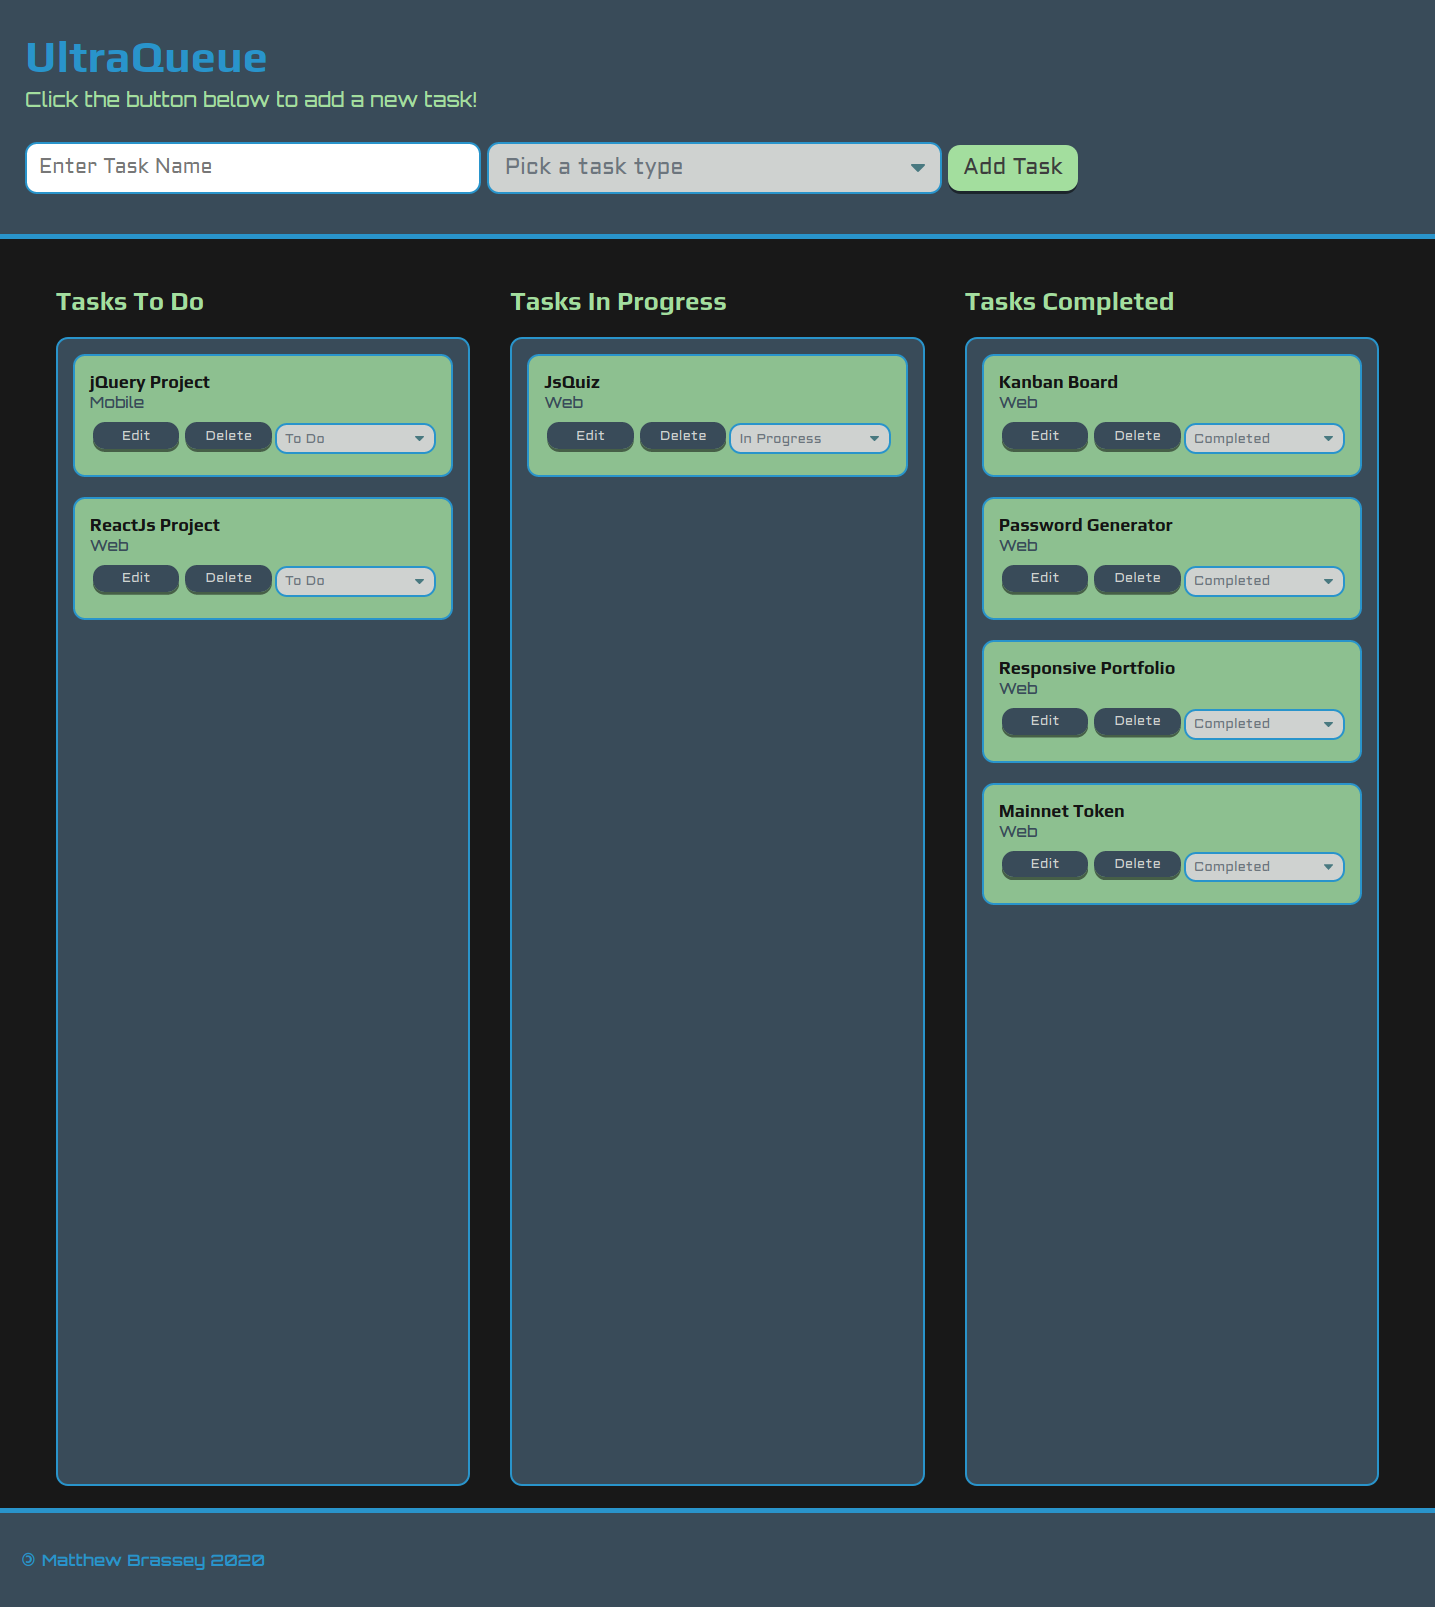 UltraQueue
Click the button below to add a new task!
Enter Task Name
Pick a task type
Add Task
Tasks To Do
jQuery Project
Mobile
Edit Delete To Do
ReactJs Project
Web
Edit Delete To Do
Tasks In Progress
JsQuiz
Web
Edit Delete In Progress
Tasks Completed
Kanban Board
Web
Edit Delete Completed
Password Generator
Web
Edit Delete Completed
Responsive Portfolio
Web
Edit Delete Completed
Mainnet Token
Web
Edit Delete Completed
🄯 Matthew Brassey 2020